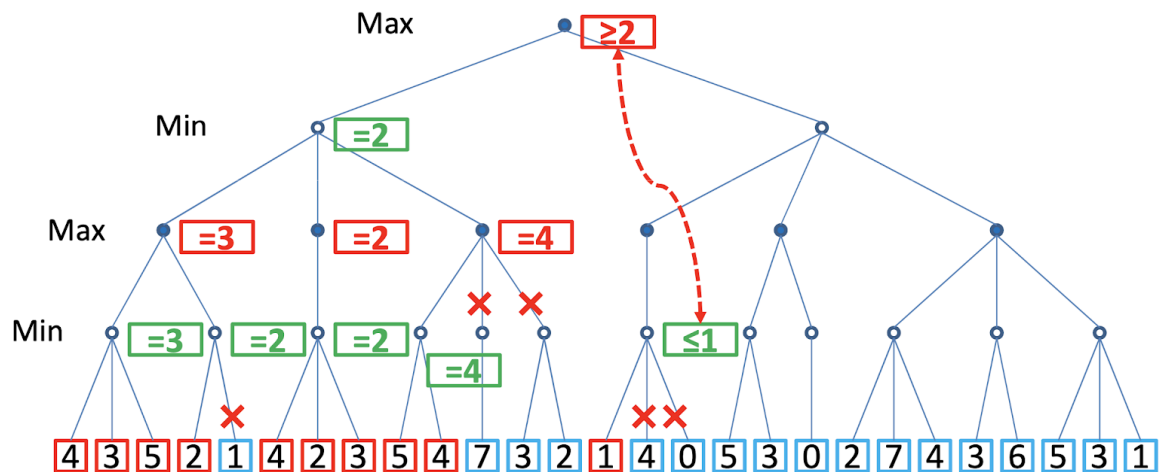 Max ≥2
Min =2
Max =3 =2 =4
Min =3 =2 =2 ≤1
=4
4 3 5 2 1 4 2 3 5 4 7 3 2 1 4 0 5 3 0 2 7 4 3 6 5 3 1